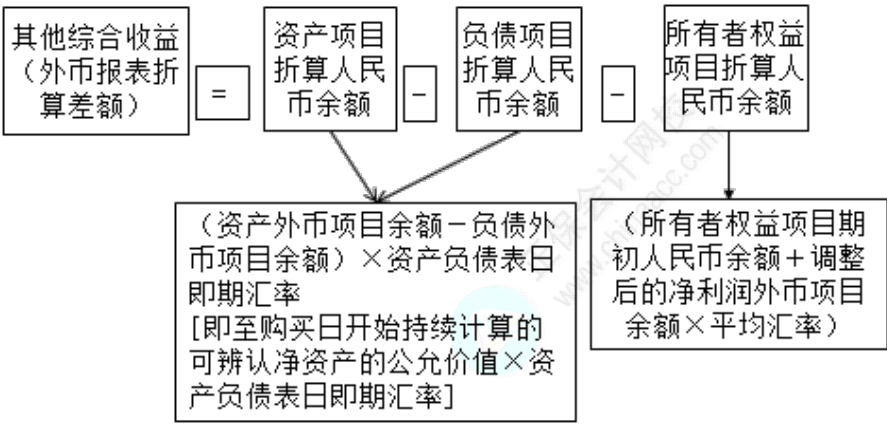 其他综合收益
（外币报表折
算差额）
=
资产项目
折算人民
币余额
-
负债项目
折算人民
币余额
-
所有者权益
项目折算人
民币余额
（资产外币项目余额－负债外
币项目余额）×资产负债表日
即期汇率
[即至购买日开始持续计算的
可辨认净资产的公允价值×资
产负债表日即期汇率]
（所有者权益项目期
初人民币余额＋调整
后的净利润外币项目
余额×平均汇率）